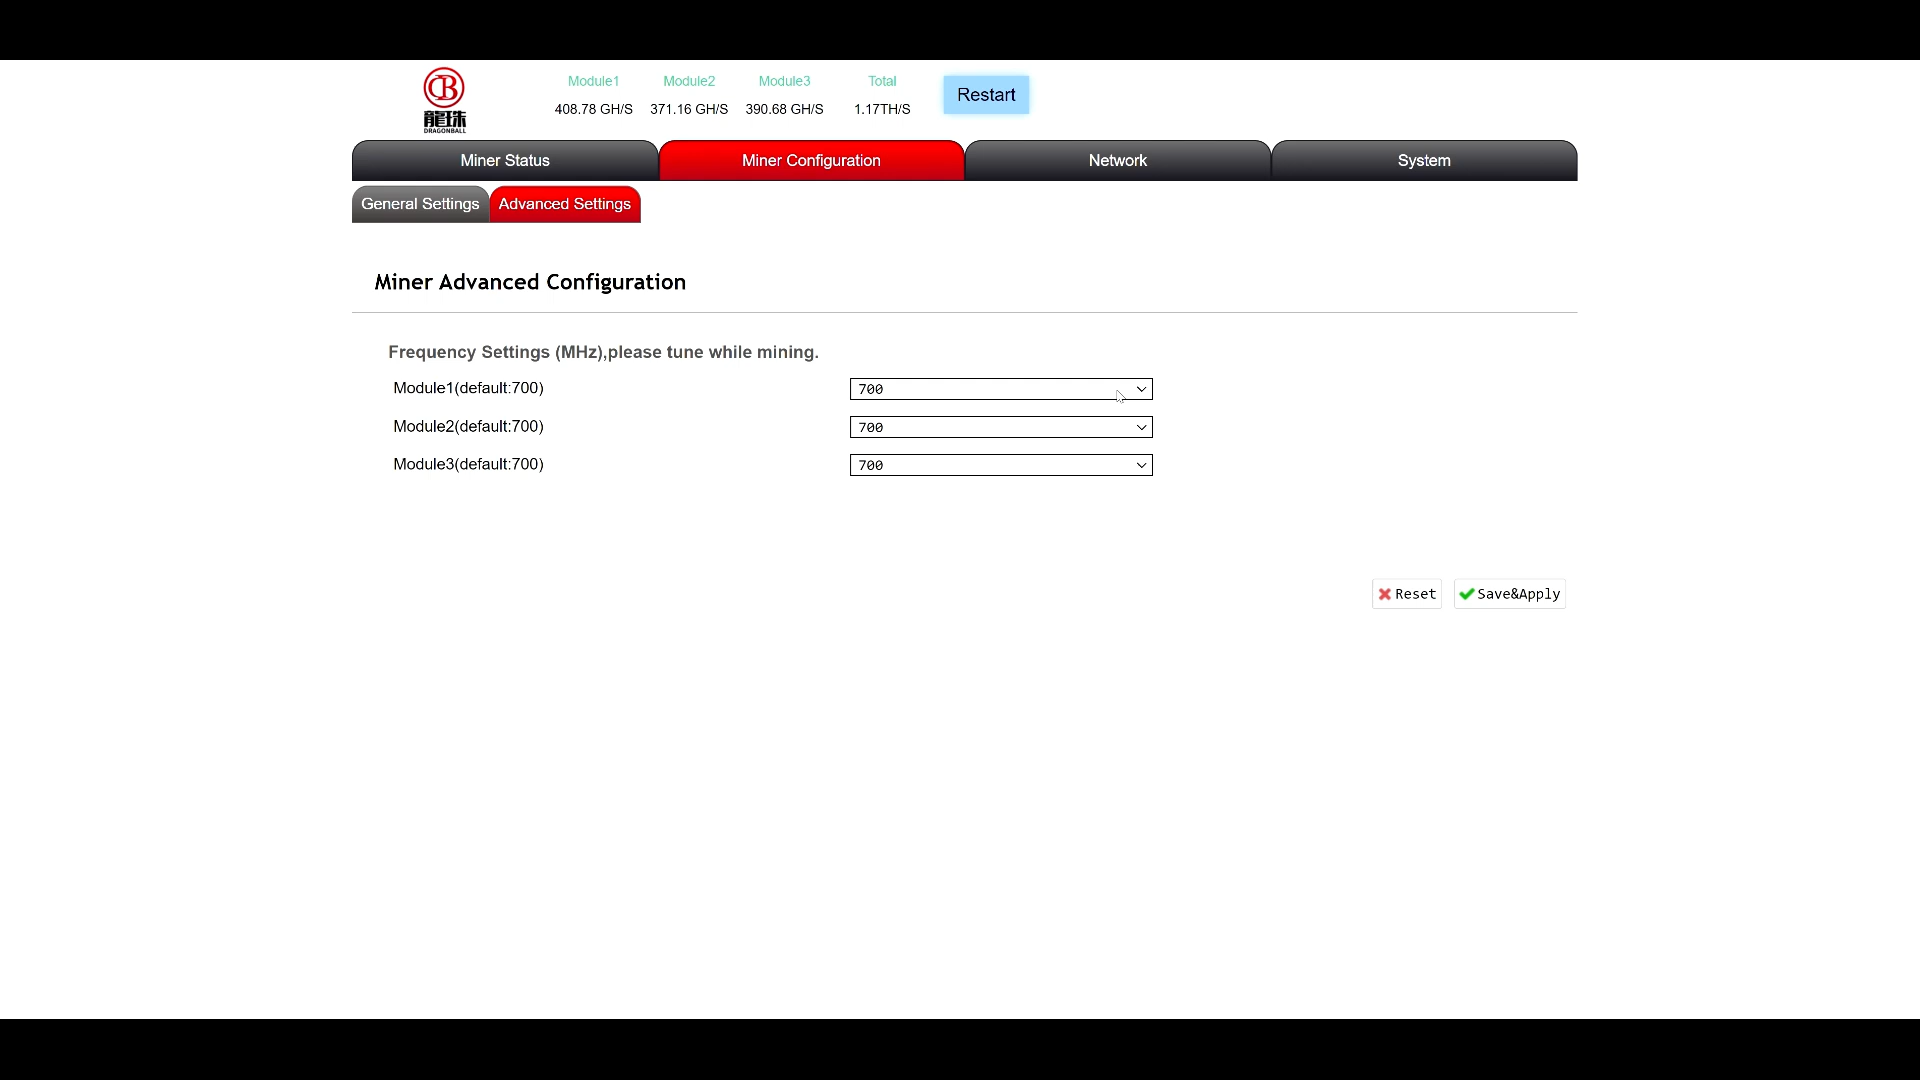 Module1 Module2 Module3 Total
408.78 GH/S 371.16 GH/S 390.68 GH/S 1.17TH/S
Restart
龍珠
DRAGONBALL
Miner Status Miner Configuration Network System
General Settings Advanced Settings
Miner Advanced Configuration
Frequency Settings (MHz),please tune while mining.
Module1(default:700) 700
Module2(default:700) 700
Module3(default:700) 700
Reset Save&Apply